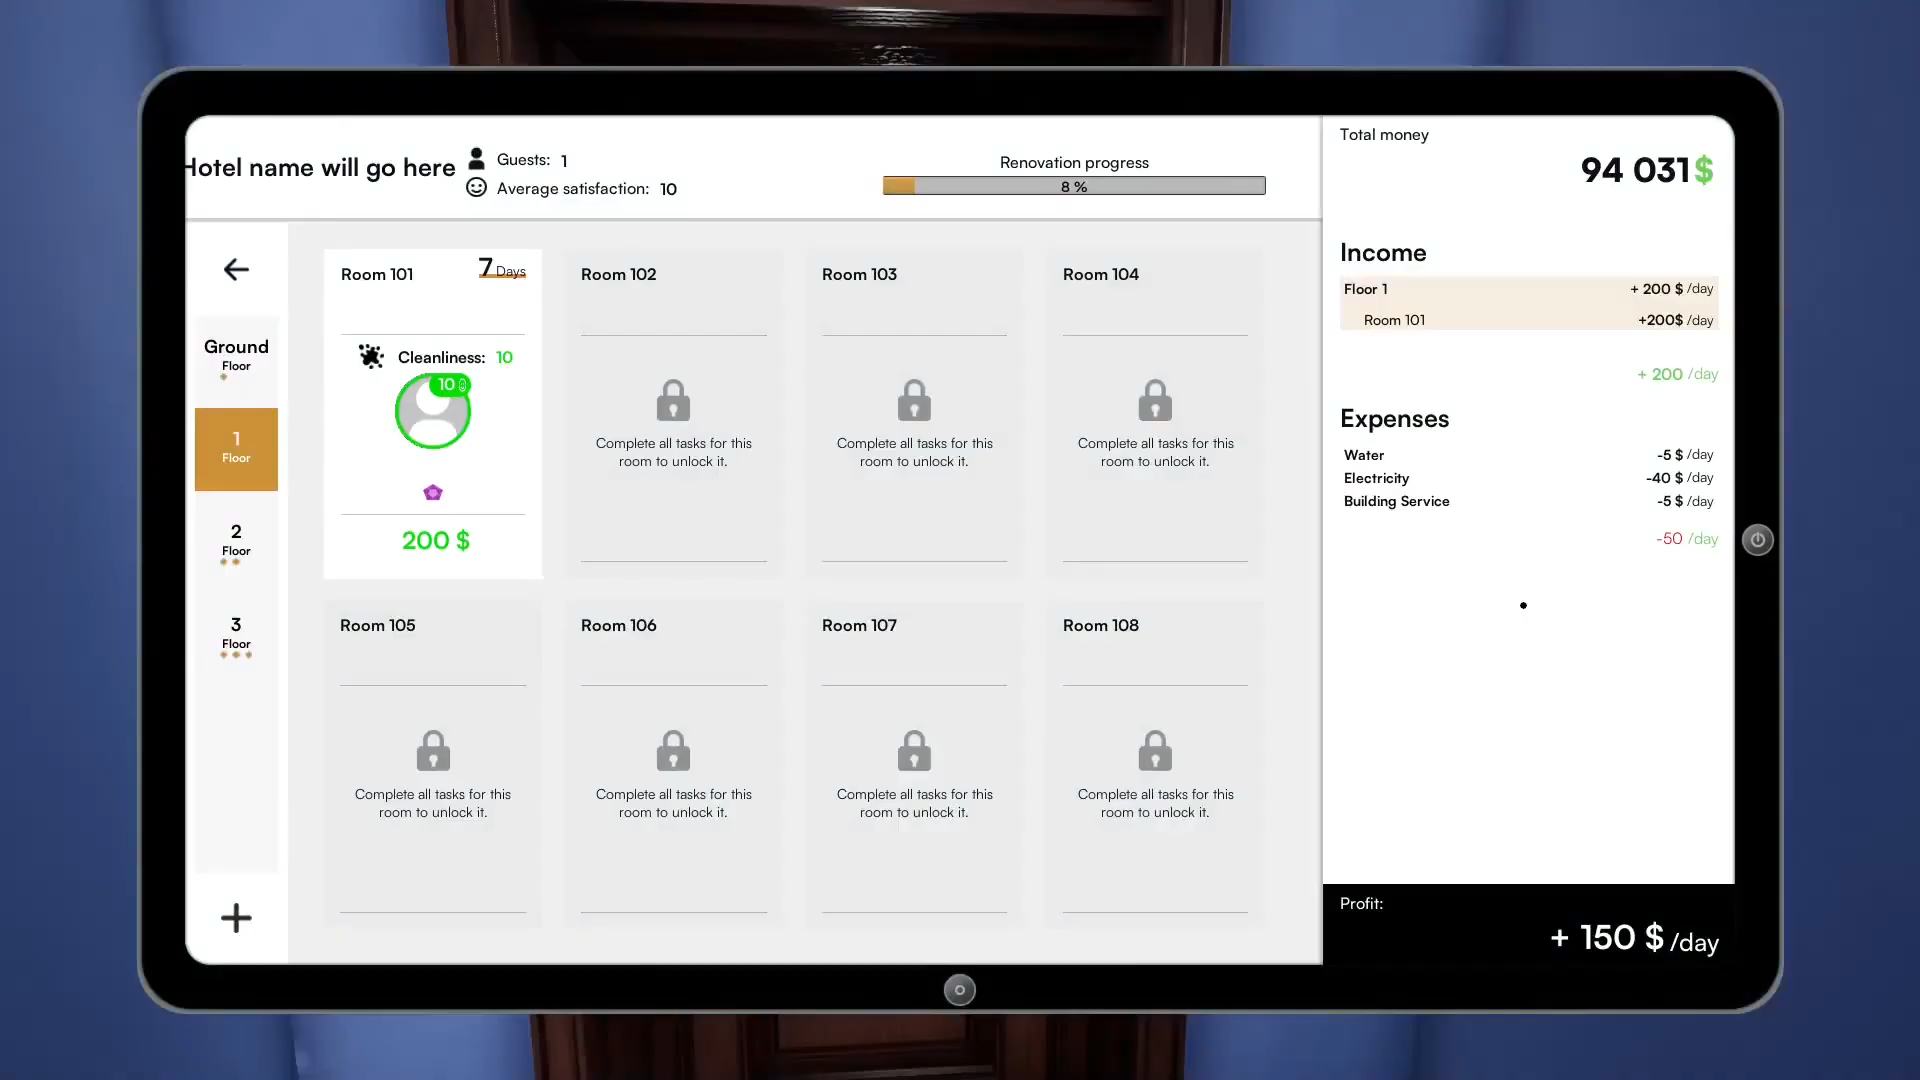 Hotel name will go here
Guests: 1
Average satisfaction: 10
Renovation progress
8 %
Total money
94 031 $
Ground
Floor
1
Floor
2
Floor
3
Floor
Room 101
7 Days
Cleanliness: 10
10
200 $
Room 102
Complete all tasks for this
room to unlock it.
Room 103
Complete all tasks for this
room to unlock it.
Room 104
Complete all tasks for this
room to unlock it.
Room 105
Complete all tasks for this
room to unlock it.
Room 106
Complete all tasks for this
room to unlock it.
Room 107
Complete all tasks for this
room to unlock it.
Room 108
Complete all tasks for this
room to unlock it.
Income
Floor 1 + 200 $ /day
Room 101 +200$ /day
+ 200 /day
Expenses
Water -5 $ /day
Electricity -40 $ /day
Building Service -5 $ /day
-50 /day
Profit:
+ 150 $ /day